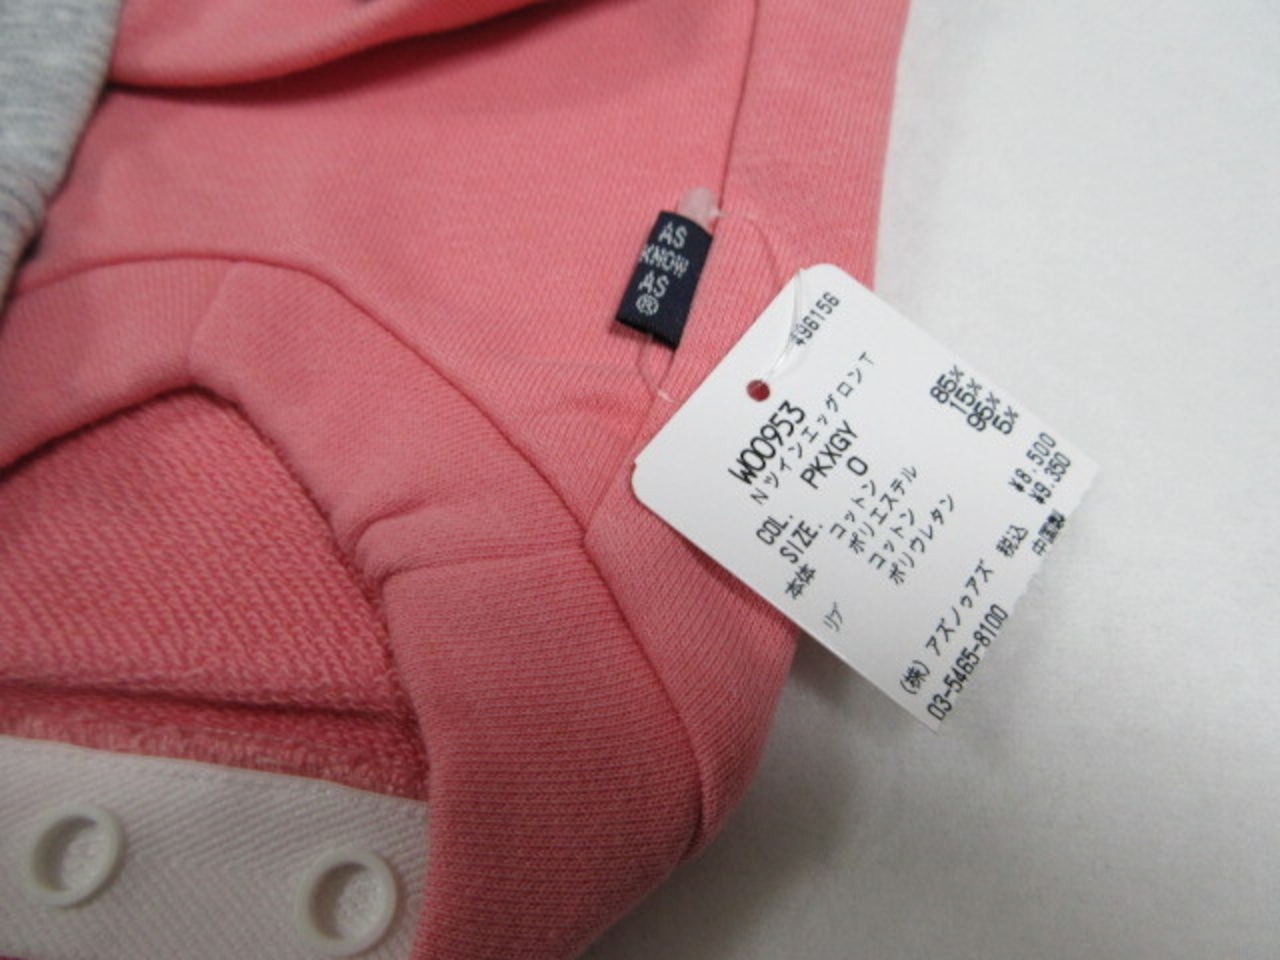 AS
KNOW
AS
®
496156
W00953
NツインエッグロンT
COL. PKXGY
SIZE. 0
本体 コットン 85%
ポリエステル 15%
リブ コットン 95%
ポリウレタン 5%
¥8,500
税込 ¥9,350
(株) アズノゥアズ 中国製
03-5465-8100